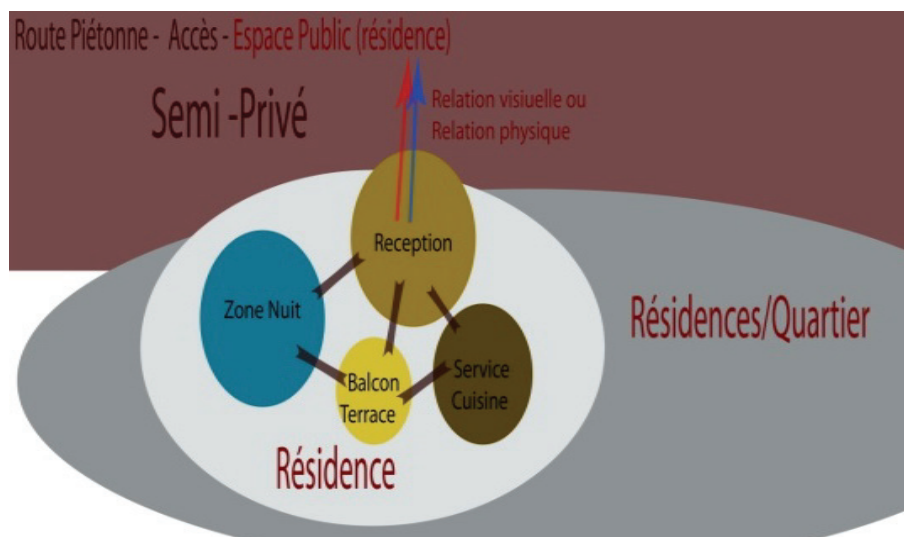 Route Piétonne - Accès - Espace Public (résidence)
Semi -Privé
Relation visiuelle ou
Relation physique
Reception
Zone Nuit
Résidences/Quartier
Balcon
Terrace
Service
Cuisine
Résidence